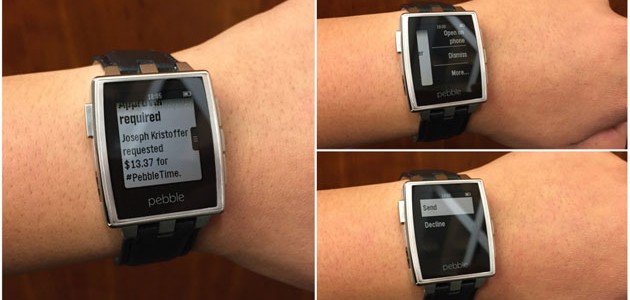 Approval
required
Joseph Kristoffer
requested
$13.37 for
#PebbleTime.
pebble
Open on
phone
Dismiss
More...
pebble
Send
Decline
pebble